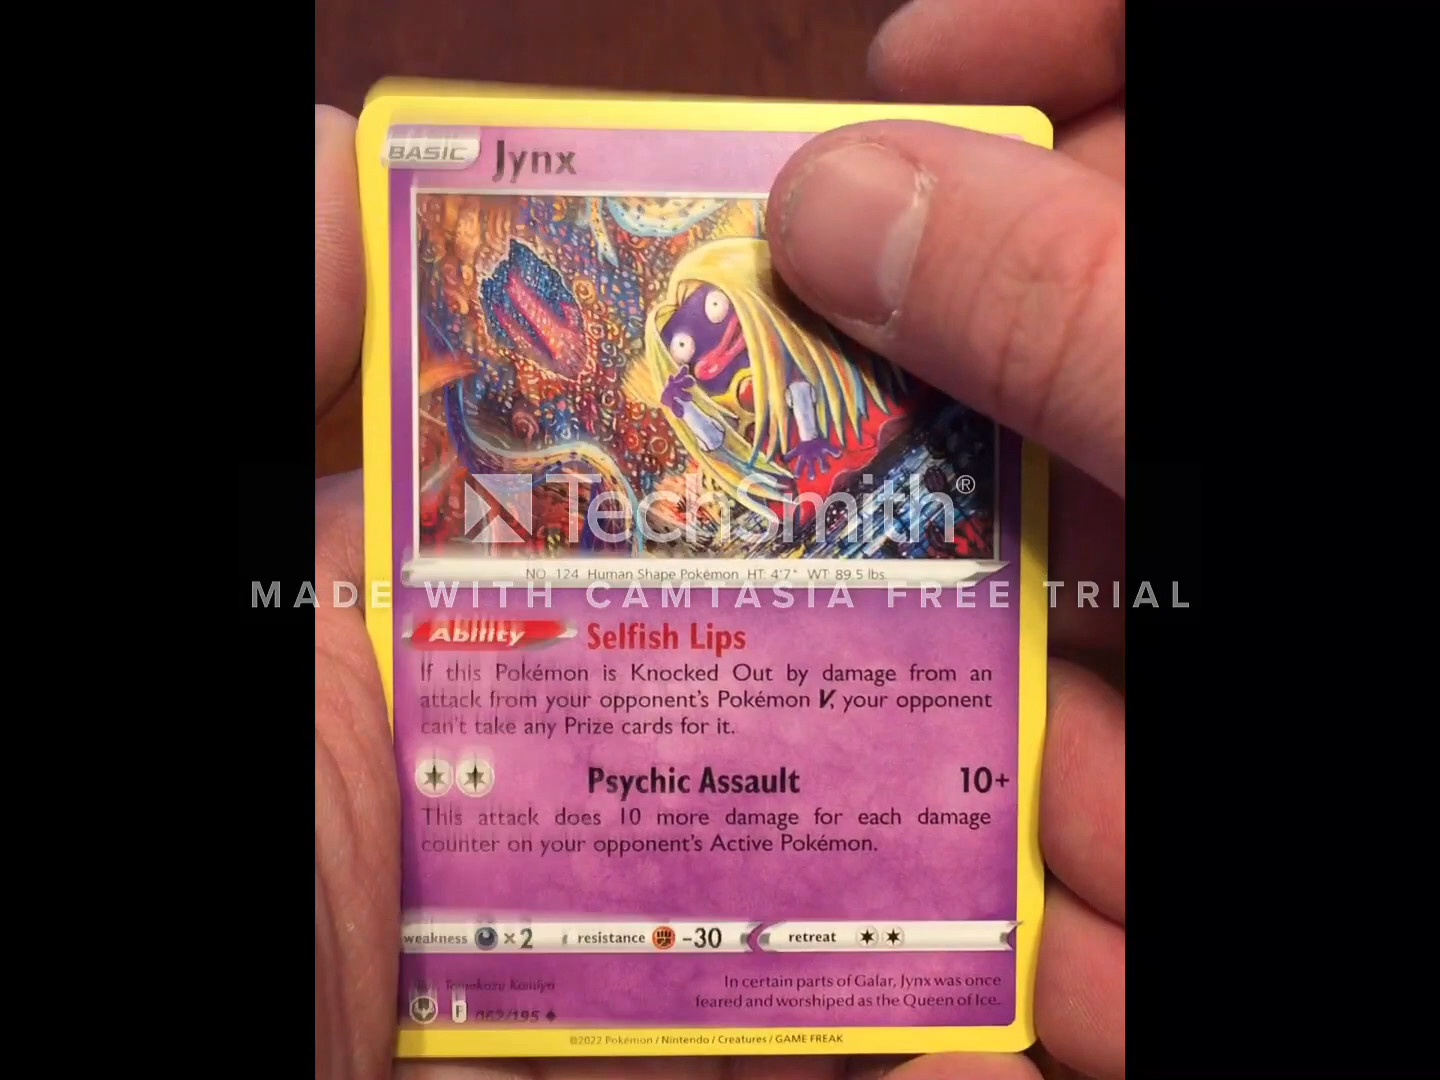 BASIC Jynx
TechSmith®
NO. 124 Human Shape Pokémon HT: 4'7" WT: 89.5 lbs.
MADE WITH CAMTASIA FREE TRIAL
Ability Selfish Lips
If this Pokémon is Knocked Out by damage from an
attack from your opponent's Pokémon V, your opponent
can't take any Prize cards for it.
Psychic Assault 10+
This attack does 10 more damage for each damage
counter on your opponent's Active Pokémon.
weakness ×2 resistance -30 retreat
Tomokazu Komiya
In certain parts of Galar, Jynx was once
feared and worshiped as the Queen of Ice.
F 062/195
©2022 Pokémon / Nintendo / Creatures / GAME FREAK